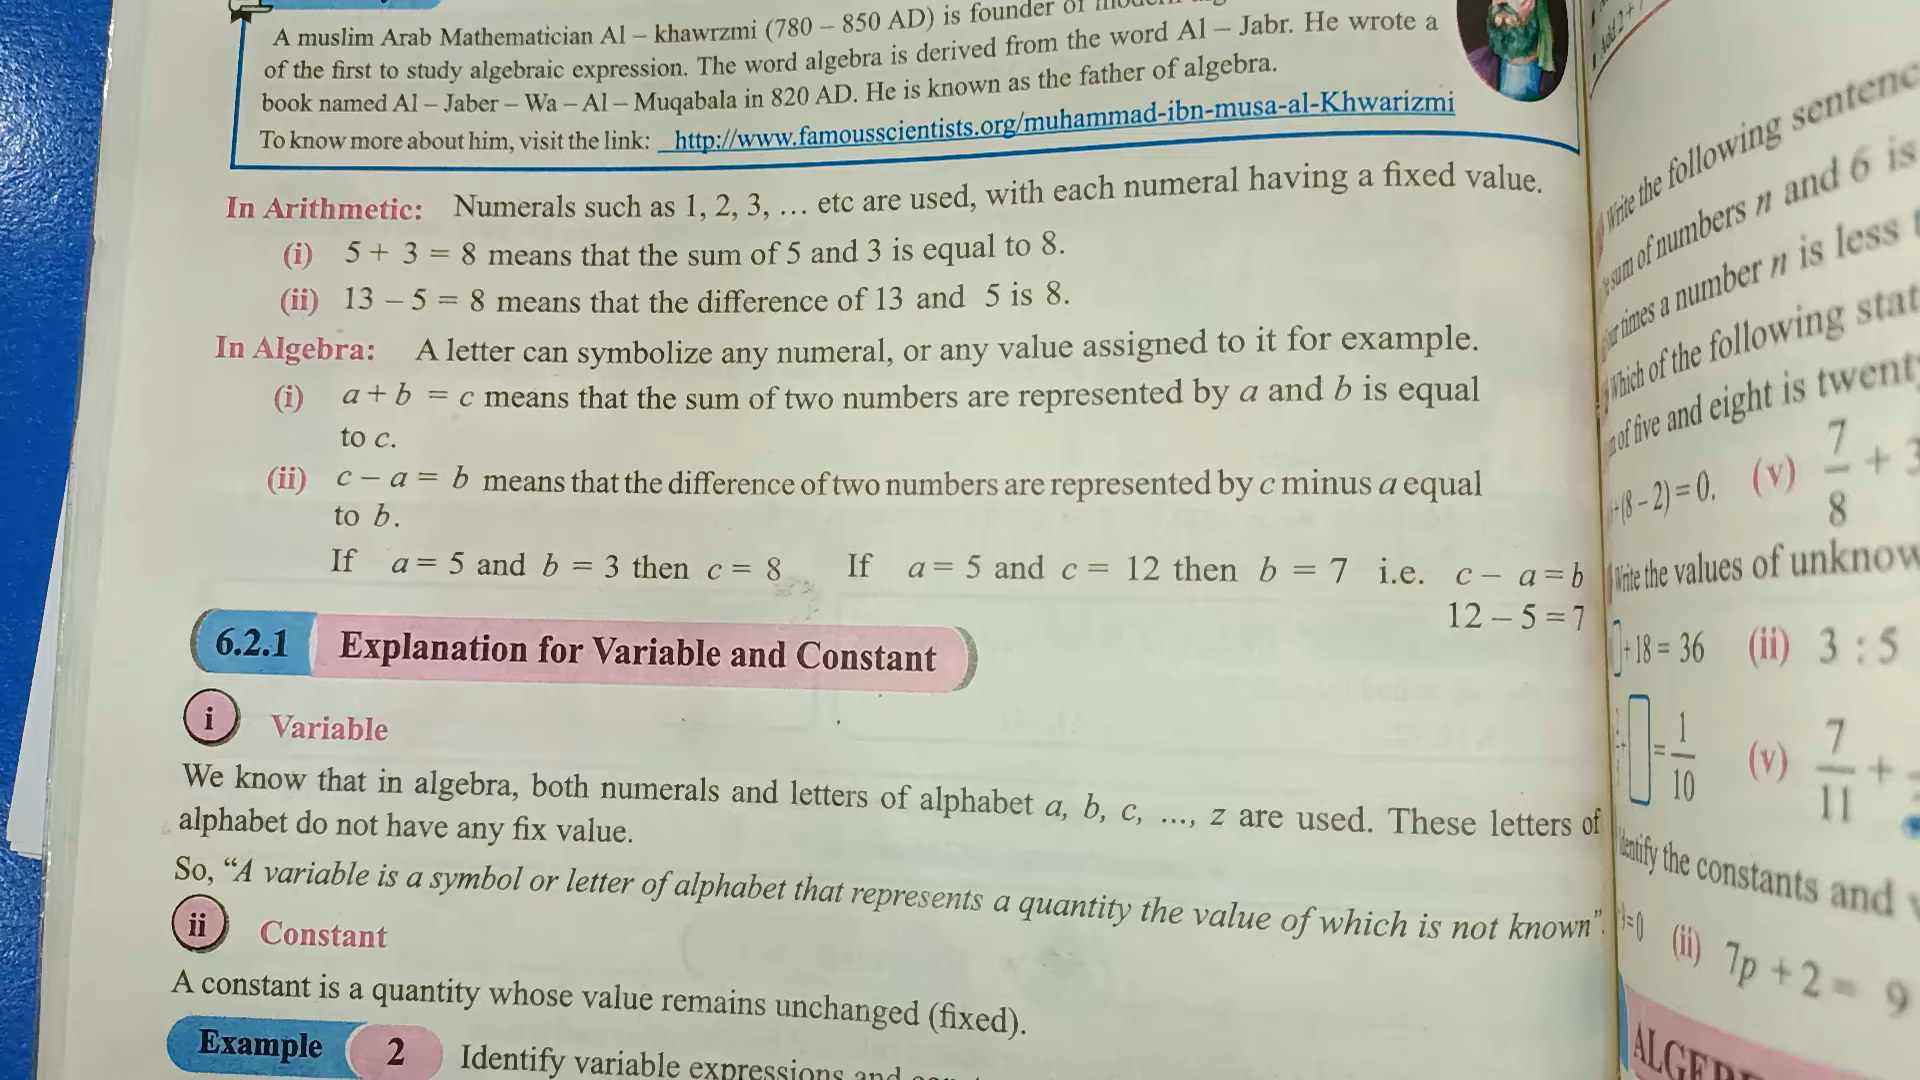 A muslim Arab Mathematician Al – khawrzmi (780 – 850 AD) is founder of
of the first to study algebraic expression. The word algebra is derived from the word Al – Jabr. He wrote a
book named Al – Jaber – Wa – Al – Muqabala in 820 AD. He is known as the father of algebra.
To know more about him, visit the link: http://www.famousscientists.org/muhammad-ibn-musa-al-Khwarizmi
In Arithmetic: Numerals such as 1, 2, 3, … etc are used, with each numeral having a fixed value.
(i) 5 + 3 = 8 means that the sum of 5 and 3 is equal to 8.
(ii) 13 – 5 = 8 means that the difference of 13 and 5 is 8.
In Algebra: A letter can symbolize any numeral, or any value assigned to it for example.
(i) a + b = c means that the sum of two numbers are represented by a and b is equal
to c.
(ii) c – a = b means that the difference of two numbers are represented by c minus a equal
to b.
If a = 5 and b = 3 then c = 8 If a = 5 and c = 12 then b = 7 i.e. c – a = b
12 – 5 = 7
6.2.1 Explanation for Variable and Constant
i Variable
We know that in algebra, both numerals and letters of alphabet a, b, c, ..., z are used. These letters of
alphabet do not have any fix value.
So, “A variable is a symbol or letter of alphabet that represents a quantity the value of which is not known”.
ii Constant
A constant is a quantity whose value remains unchanged (fixed).
Example 2 Identify variable expressions and
Add 2 +
Write the following
sum of numbers n and 6 is
times a number n is less
Which of the following
of five and eight is
+ (8 – 2) = 0. (v) 7/8 +
Write the values of
+ 18 = 36 (ii) 3 : 5
= 1/10 (v) 7/11 +
Identify the constants and
= 0 (ii) 7p + 2 = 9